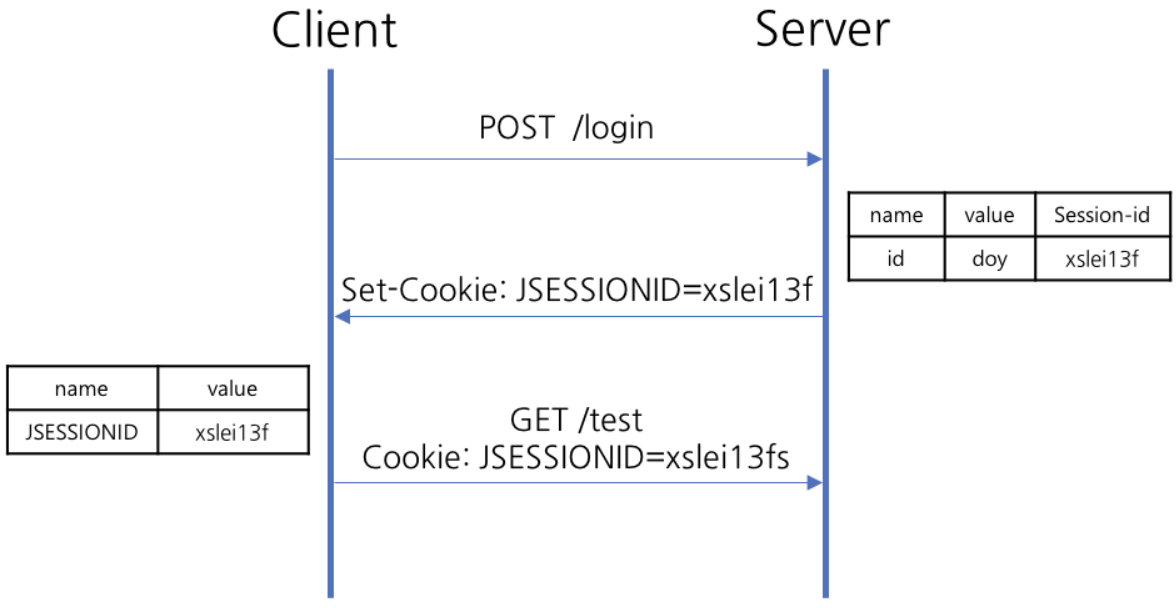 Client
Server
POST /login
name value Session-id
id doy xslei13f
Set-Cookie: JSESSIONID=xslei13f
name value
JSESSIONID xslei13f
GET /test
Cookie: JSESSIONID=xslei13fs